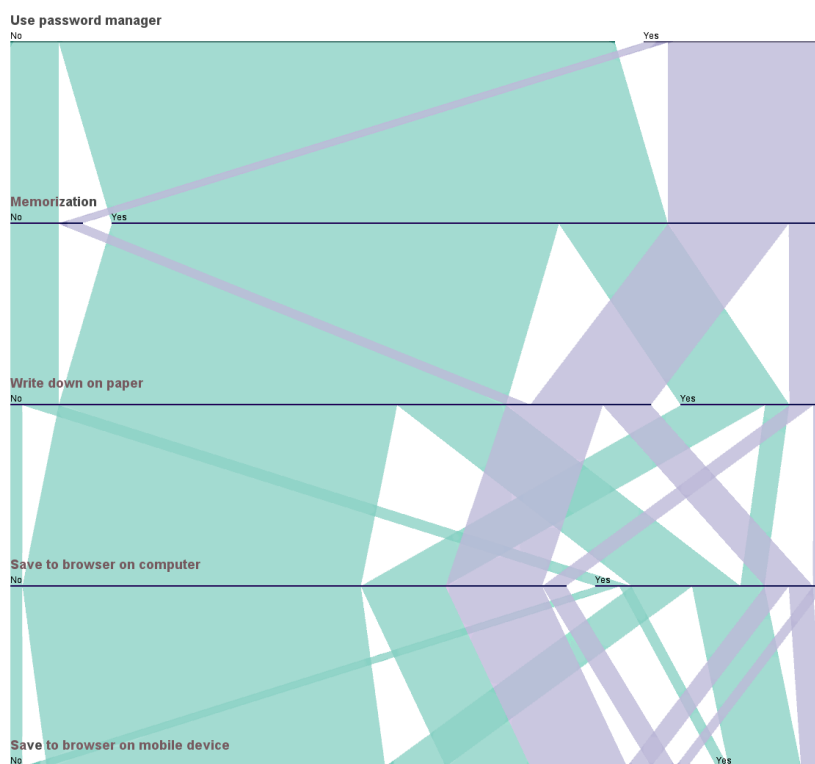 Use password manager
No Yes
Memorization
No Yes
Write down on paper
No Yes
Save to browser on computer
No Yes
Save to browser on mobile device
No Yes